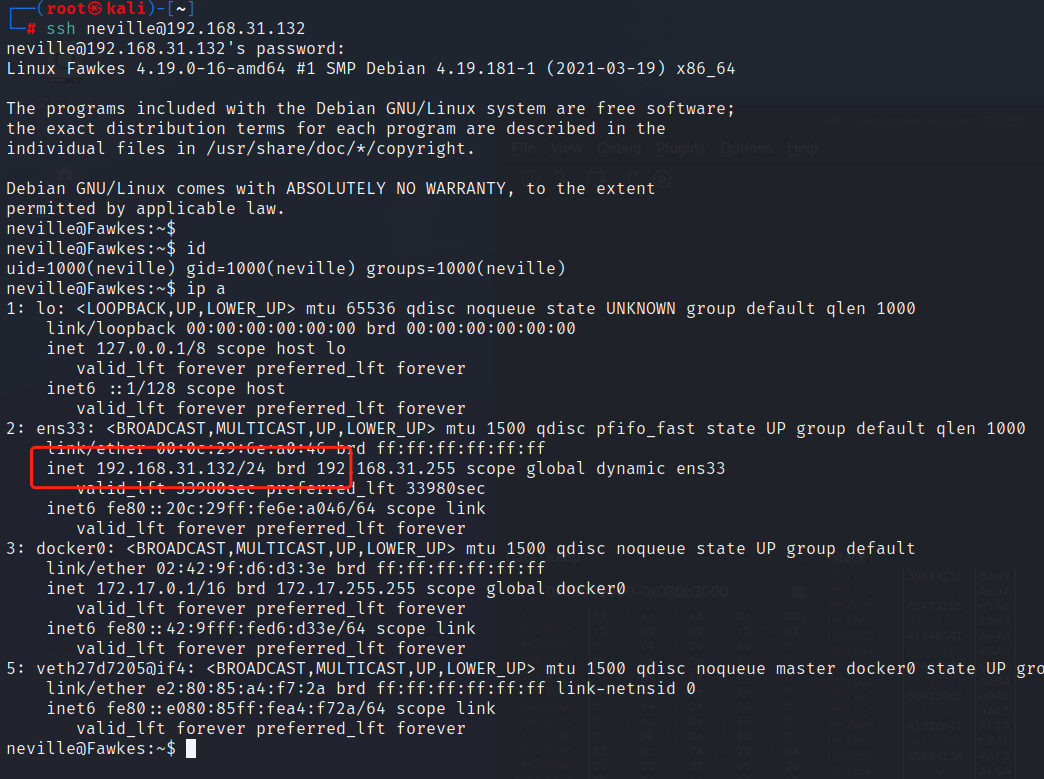 ┌──(root㉿kali)-[~]
└─# ssh neville@192.168.31.132
neville@192.168.31.132's password:
Linux Fawkes 4.19.0-16-amd64 #1 SMP Debian 4.19.181-1 (2021-03-19) x86_64
The programs included with the Debian GNU/Linux system are free software;
the exact distribution terms for each program are described in the
individual files in /usr/share/doc/*/copyright.
File View Debug Plugins Options Help
Debian GNU/Linux comes with ABSOLUTELY NO WARRANTY, to the extent
permitted by applicable law.
neville@Fawkes:~$
neville@Fawkes:~$ id
uid=1000(neville) gid=1000(neville) groups=1000(neville)
neville@Fawkes:~$ ip a
1: lo: <LOOPBACK,UP,LOWER_UP> mtu 65536 qdisc noqueue state UNKNOWN group default qlen 1000
link/loopback 00:00:00:00:00:00 brd 00:00:00:00:00:00
inet 127.0.0.1/8 scope host lo
valid_lft forever preferred_lft forever
inet6 ::1/128 scope host
valid_lft forever preferred_lft forever
2: ens33: <BROADCAST,MULTICAST,UP,LOWER_UP> mtu 1500 qdisc pfifo_fast state UP group default qlen 1000
link/ether 00:0c:29:6e:a0:46 brd ff:ff:ff:ff:ff:ff
inet 192.168.31.132/24 brd 192.168.31.255 scope global dynamic ens33
valid_lft 33980sec preferred_lft 33980sec
inet6 fe80::20c:29ff:fe6e:a046/64 scope link
valid_lft forever preferred_lft forever
3: docker0: <BROADCAST,MULTICAST,UP,LOWER_UP> mtu 1500 qdisc noqueue state UP group default
link/ether 02:42:9f:d6:d3:3e brd ff:ff:ff:ff:ff:ff
inet 172.17.0.1/16 brd 172.17.255.255 scope global docker0
valid_lft forever preferred_lft forever
inet6 fe80::42:9fff:fed6:d33e/64 scope link
valid_lft forever preferred_lft forever
5: veth27d7205@if4: <BROADCAST,MULTICAST,UP,LOWER_UP> mtu 1500 qdisc noqueue master docker0 state UP gro
link/ether e2:80:85:a4:f7:2a brd ff:ff:ff:ff:ff:ff link-netnsid 0
inet6 fe80::e080:85ff:fea4:f72a/64 scope link
valid_lft forever preferred_lft forever
neville@Fawkes:~$